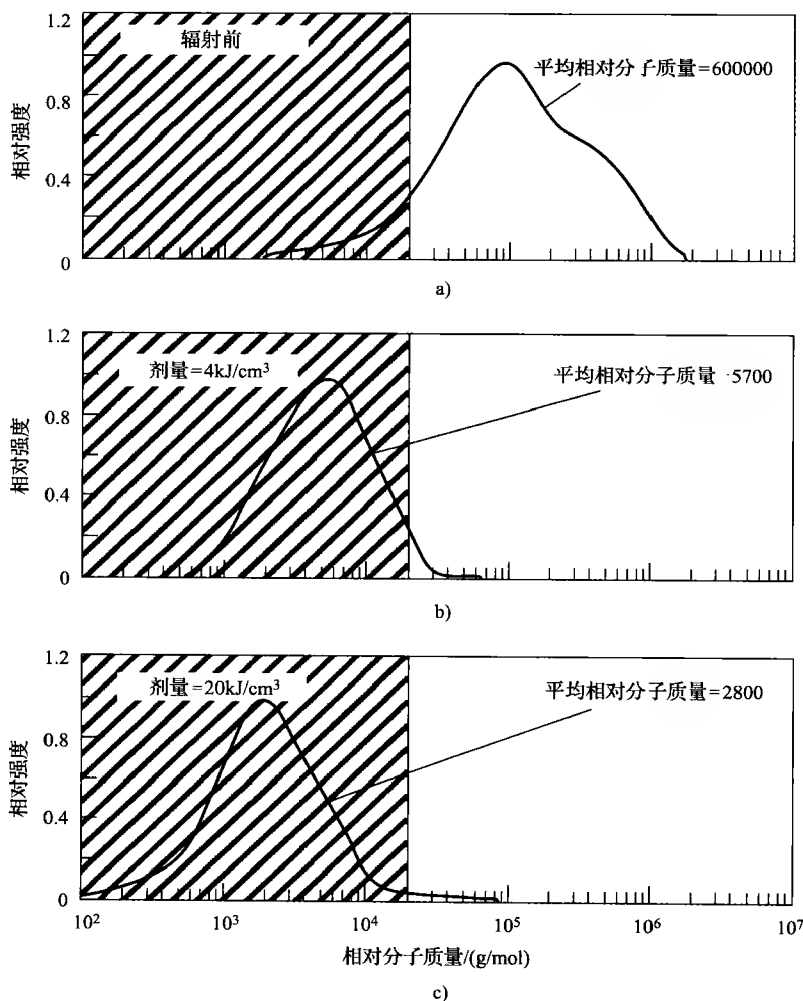 1.2
辐射前
平均相对分子质量=600000
0.8
相对强度
0.4
0
a)
1.2
剂量=4kJ/cm³
平均相对分子质量 ·5700
0.8
相对强度
0.4
0
b)
1.2
剂量=20kJ/cm³
平均相对分子质量=2800
0.8
相对强度
0.4
0
10² 10³ 10⁴ 10⁵ 10⁶ 10⁷
相对分子质量/(g/mol)
c)